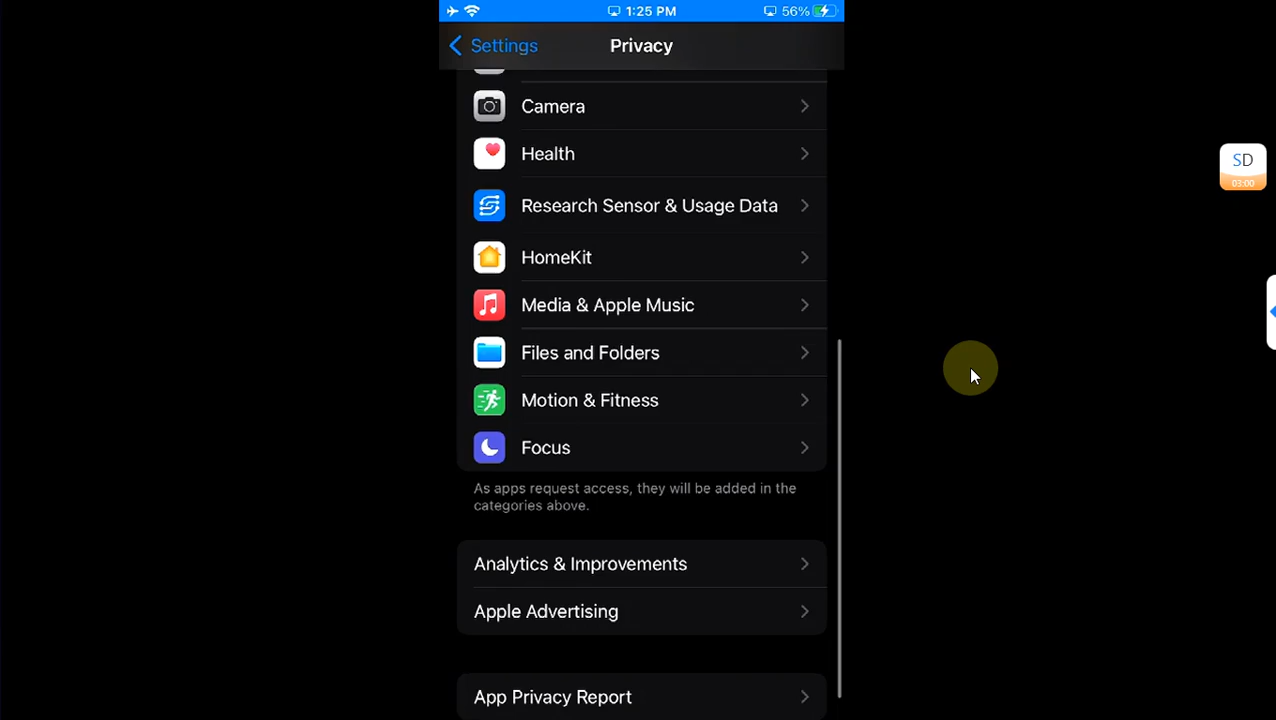 1:25 PM
56%
Settings
Privacy
Camera
Health
Research Sensor & Usage Data
HomeKit
Media & Apple Music
Files and Folders
Motion & Fitness
Focus
As apps request access, they will be added in the
categories above.
Analytics & Improvements
Apple Advertising
App Privacy Report
SD
03:00